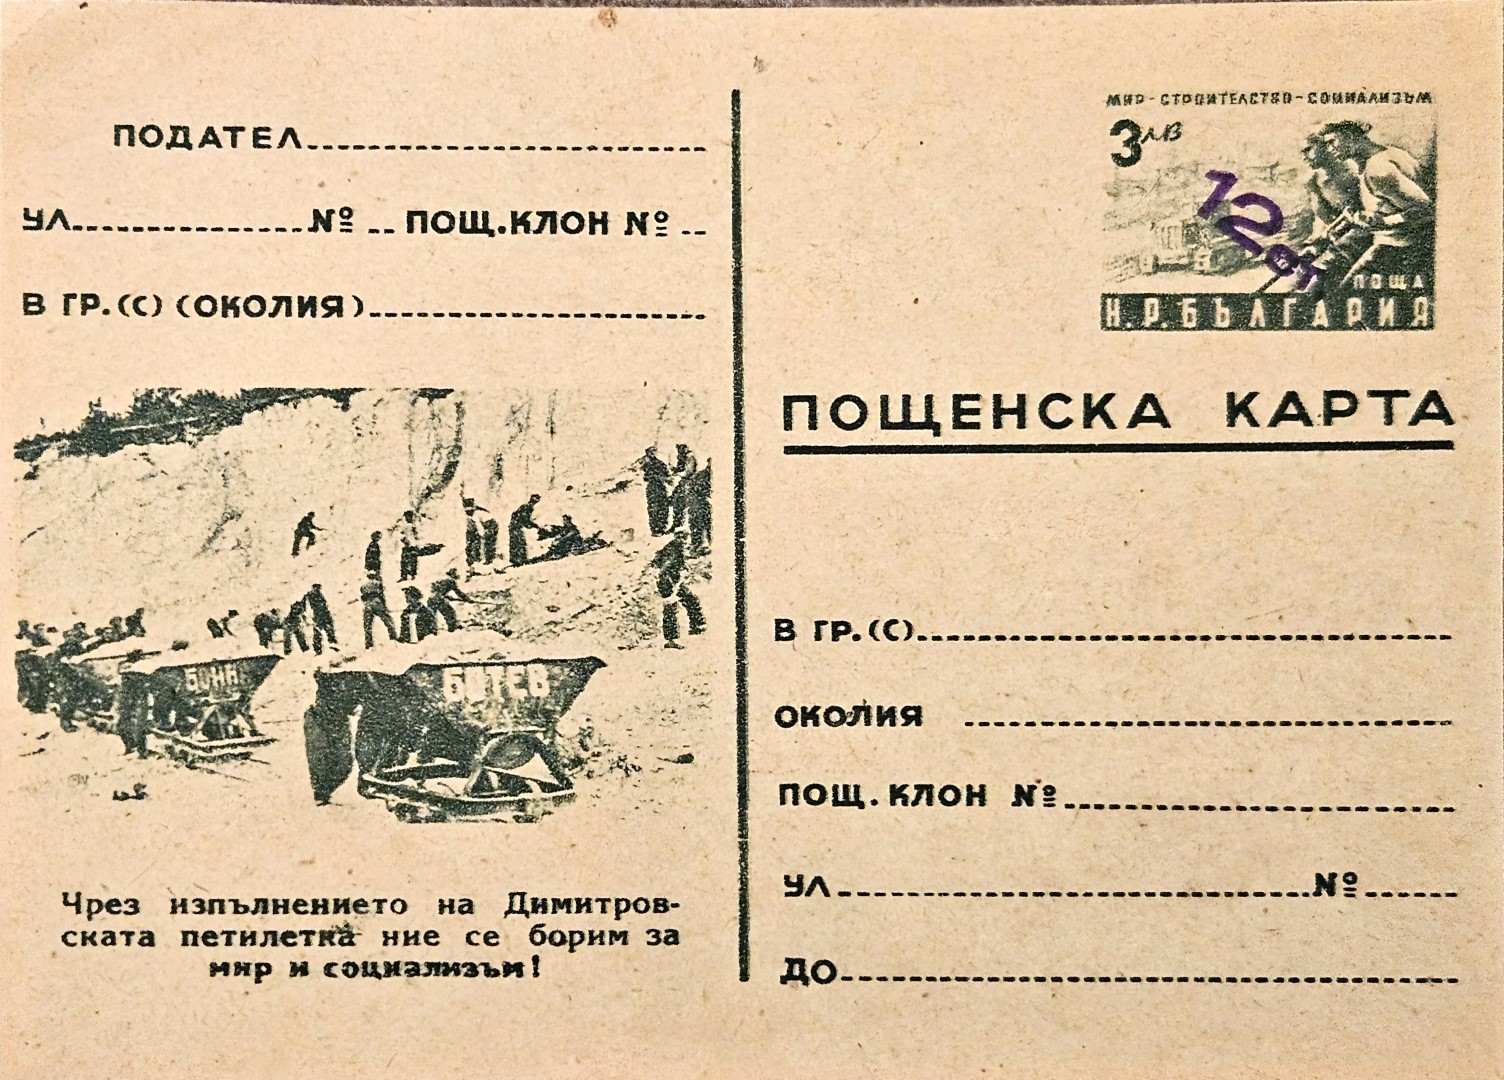 ПОДАТЕЛ
УЛ. № ПОЩ.КЛОН №
В ГР.(С) (ОКОЛИЯ)
БИТЕВ
Чрез изпълнението на Димитров-
ската петилетка ние се борим за
мир и социализъм!
МИР - СТРОИТЕЛСТВО - СОЦИАЛИЗЪМ
3 лв
12 ст
ПОЩА
Н.Р.БЪЛГАРИЯ
ПОЩЕНСКА КАРТА
В ГР.(С)
ОКОЛИЯ
ПОЩ. КЛОН №
УЛ №
ДО